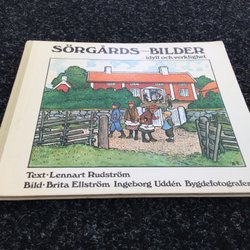 SÖRGÅRDS-BILDER
idyll och verklighet
Text-Lennart Rudström
Bild-Brita Ellström Ingeborg Uddén Bygdefotografer